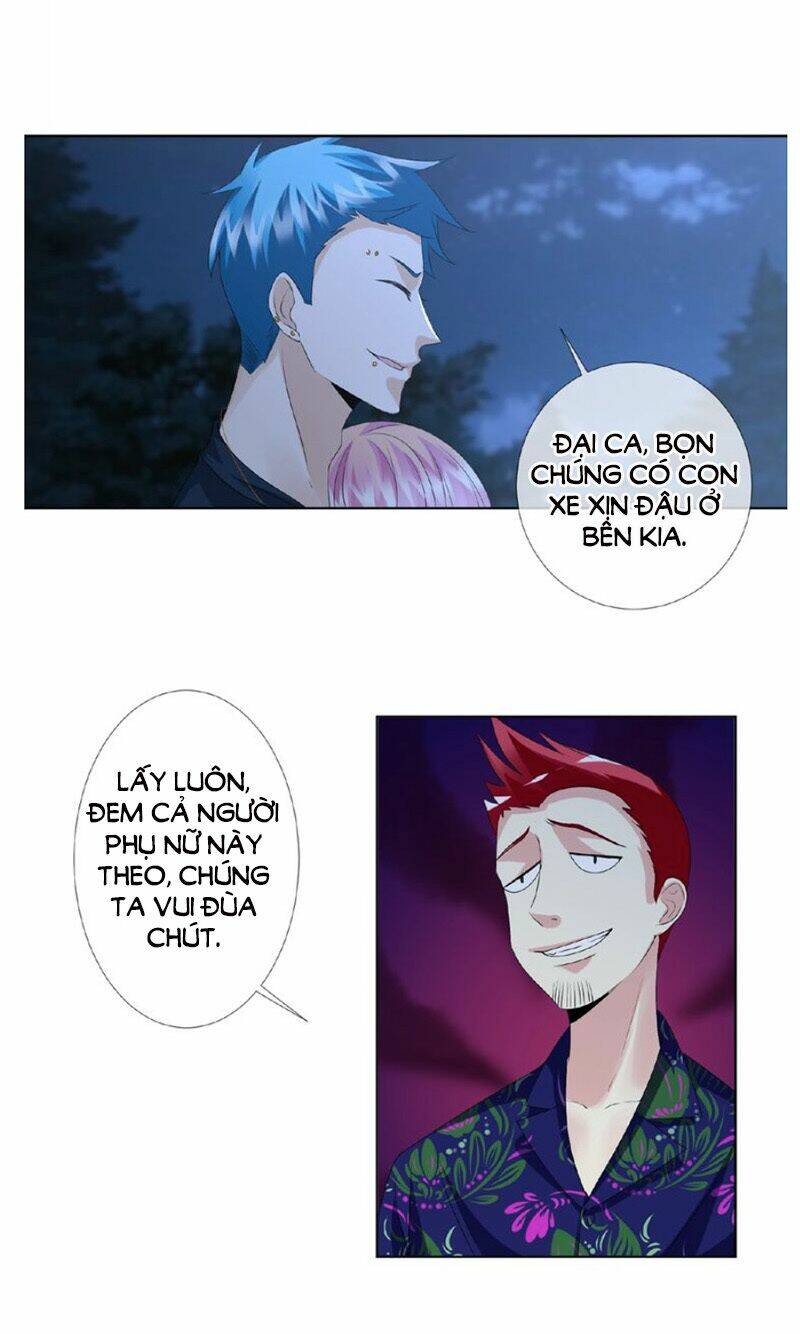 ĐẠI CA, BỌN
CHÚNG CÓ CON
XE XỊN ĐẬU Ở
BÊN KIA.
LẤY LUÔN,
ĐEM CẢ NGƯỜI
PHỤ NỮ NÀY
THEO, CHÚNG
TA VUI ĐÙA
CHÚT.